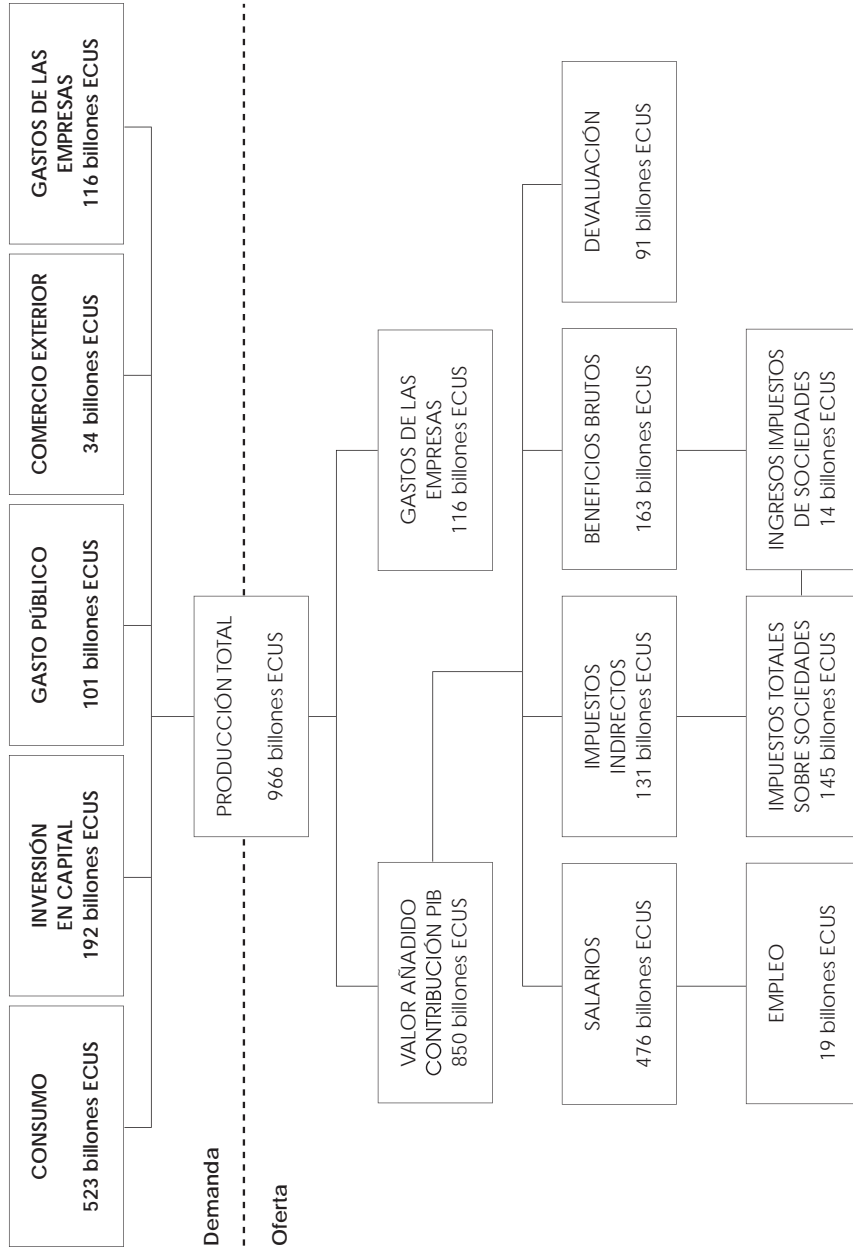 CONSUMO
523 billones ECUS
INVERSIÓN
EN CAPITAL
192 billones ECUS
GASTO PÚBLICO
101 billones ECUS
COMERCIO EXTERIOR
34 billones ECUS
GASTOS DE LAS
EMPRESAS
116 billones ECUS
Demanda
PRODUCCIÓN TOTAL
966 billones ECUS
Oferta
VALOR AÑADIDO
CONTRIBUCIÓN PIB
850 billones ECUS
GASTOS DE LAS
EMPRESAS
116 billones ECUS
SALARIOS
476 billones ECUS
IMPUESTOS
INDIRECTOS
131 billones ECUS
BENEFICIOS BRUTOS
163 billones ECUS
DEVALUACIÓN
91 billones ECUS
EMPLEO
19 billones ECUS
IMPUESTOS TOTALES
SOBRE SOCIEDADES
145 billones ECUS
INGRESOS IMPUESTOS
DE SOCIEDADES
14 billones ECUS